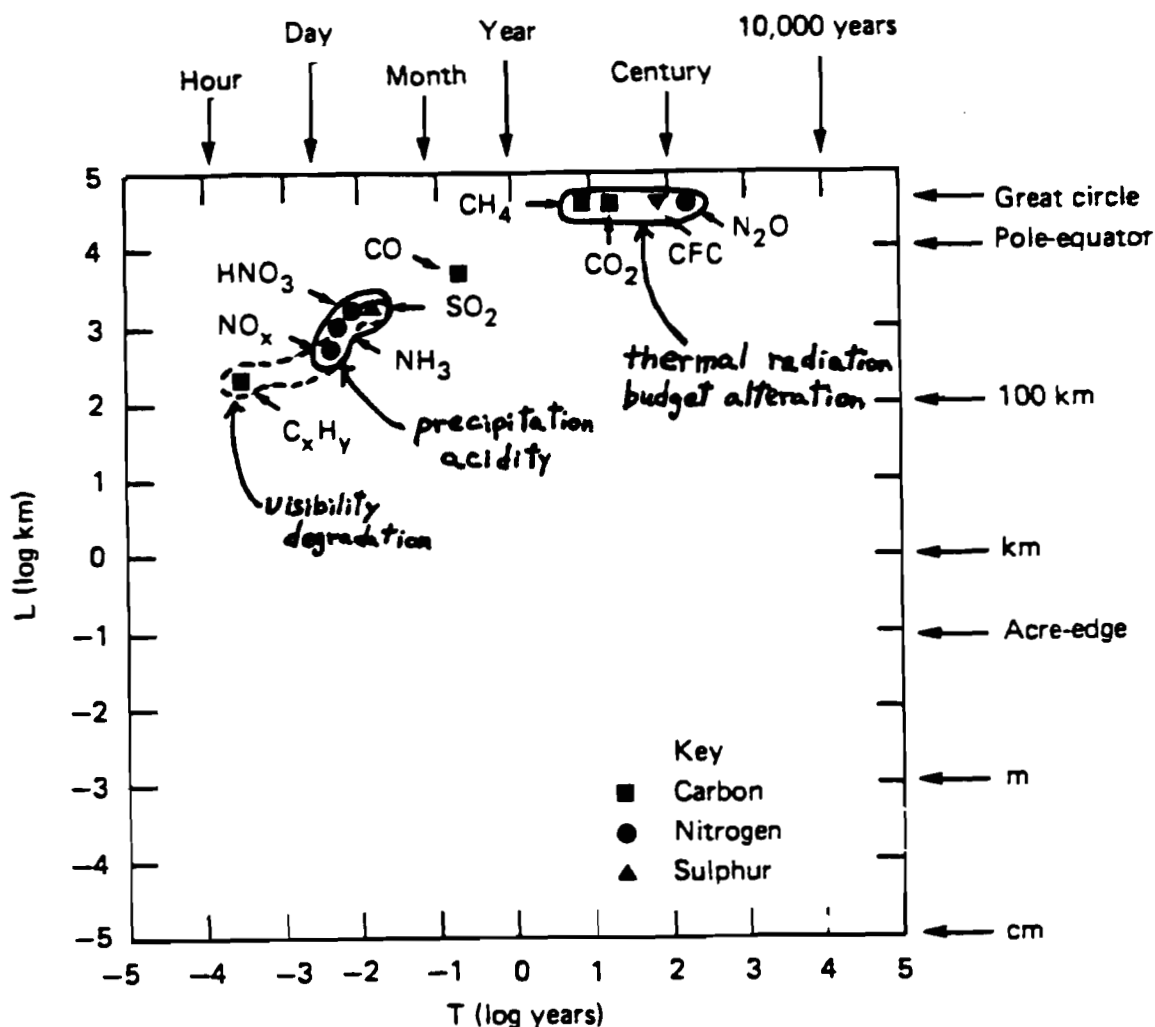 Hour
Day
Month
Year
Century
10,000 years
5
4
3
2
1
0
−1
−2
−3
−4
−5
L (log km)
CH₄
CO₂
CFC
N₂O
CO
HNO₃
SO₂
NOₓ
NH₃
CₓHᵧ
thermal radiation
budget alteration
precipitation
acidity
visibility
degradation
Great circle
Pole-equator
100 km
km
Acre-edge
m
cm
Key
Carbon
Nitrogen
Sulphur
−5
−4
−3
−2
−1
0
1
2
3
4
5
T (log years)